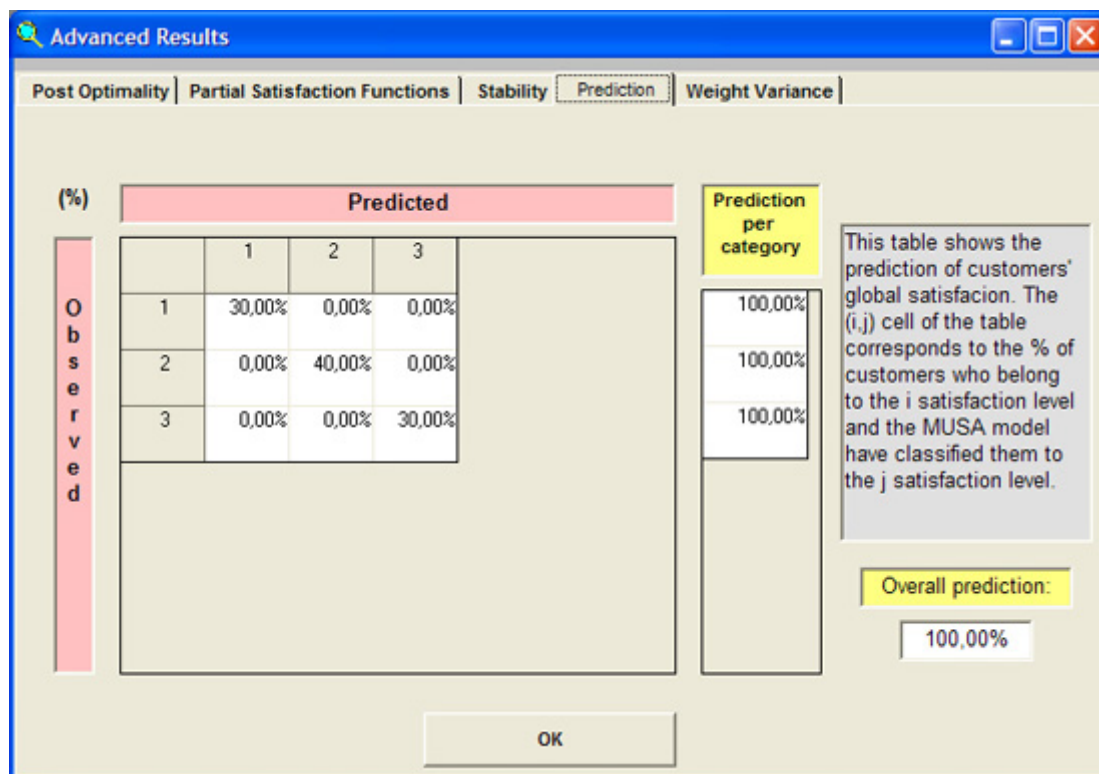 Advanced Results
Post Optimality Partial Satisfaction Functions Stability Prediction Weight Variance
(%)
Predicted
Prediction
per
category
Observed
1 2 3
1 30,00% 0,00% 0,00% 100,00%
2 0,00% 40,00% 0,00% 100,00%
3 0,00% 0,00% 30,00% 100,00%
This table shows the
prediction of customers'
global satisfacion. The
(i,j) cell of the table
corresponds to the % of
customers who belong
to the i satisfaction level
and the MUSA model
have classified them to
the j satisfaction level.
Overall prediction:
100,00%
OK